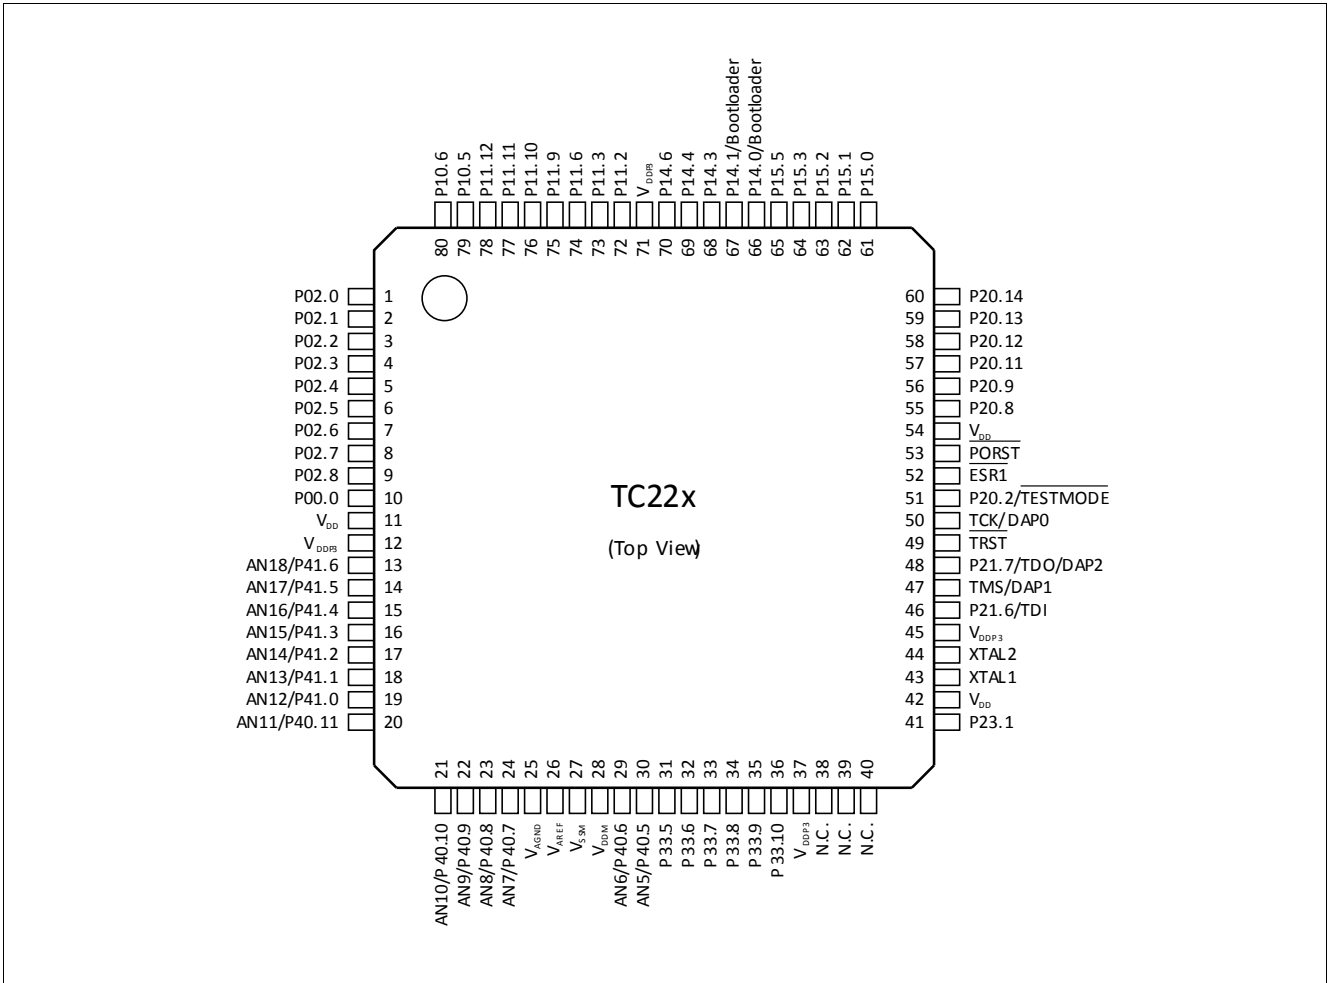 P10.6
P10.5
P11.12
P11.11
P11.10
P11.9
P11.6
P11.3
P11.2
VDDP3
P14.6
P14.4
P14.3
P14.1/Bootloader
P14.0/Bootloader
P15.5
P15.3
P15.2
P15.1
P15.0
80
79
78
77
76
75
74
73
72
71
70
69
68
67
66
65
64
63
62
61
P02.0 1
P02.1 2
P02.2 3
P02.3 4
P02.4 5
P02.5 6
P02.6 7
P02.7 8
P02.8 9
P00.0 10
VDD 11
VDDP3 12
AN18/P41.6 13
AN17/P41.5 14
AN16/P41.4 15
AN15/P41.3 16
AN14/P41.2 17
AN13/P41.1 18
AN12/P41.0 19
AN11/P40.11 20
TC22x
(Top View)
60 P20.14
59 P20.13
58 P20.12
57 P20.11
56 P20.9
55 P20.8
54 VDD
53 PORST
52 ESR1
51 P20.2/TESTMODE
50 TCK/DAP0
49 TRST
48 P21.7/TDO/DAP2
47 TMS/DAP1
46 P21.6/TDI
45 VDDP3
44 XTAL2
43 XTAL1
42 VDD
41 P23.1
21
22
23
24
25
26
27
28
29
30
31
32
33
34
35
36
37
38
39
40
AN10/P40.10
AN9/P40.9
AN8/P40.8
AN7/P40.7
VAGND
VAREF
VSSM
VDDM
AN6/P40.6
AN5/P40.5
P33.5
P33.6
P33.7
P33.8
P33.9
P33.10
VDDP3
N.C.
N.C.
N.C.